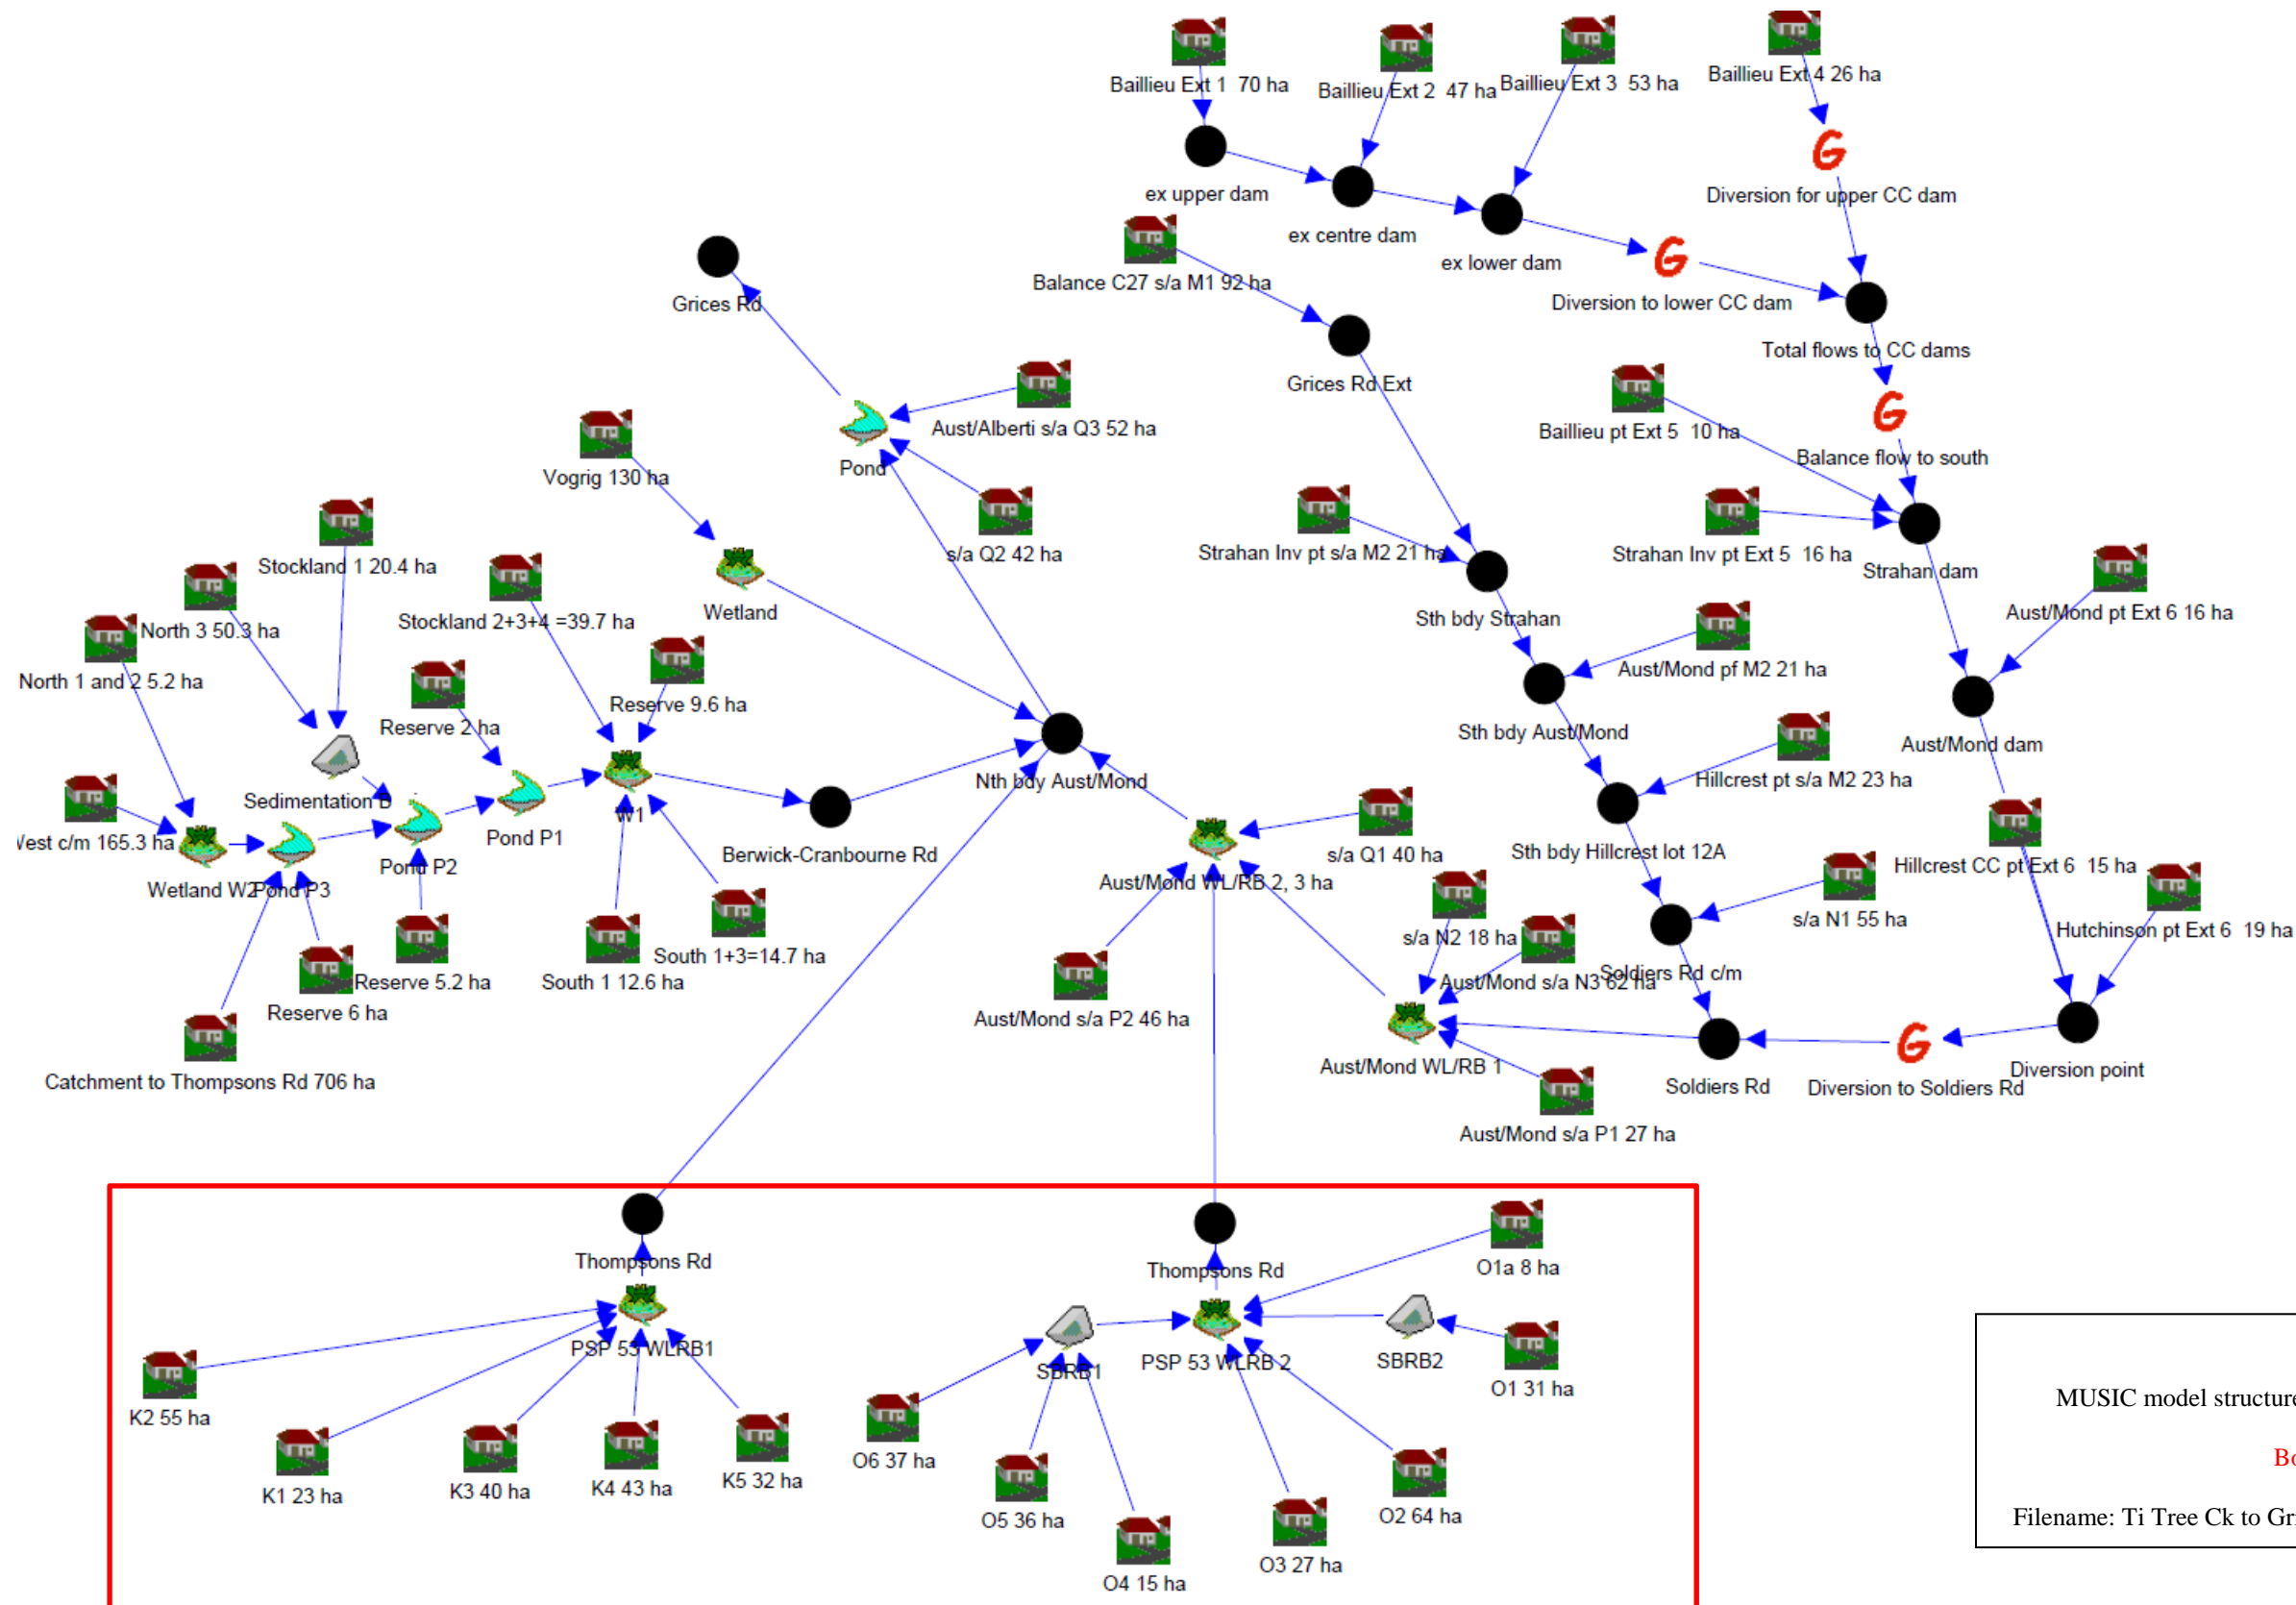 Baillieu Ext 1  70 ha
Baillieu Ext 2  47 ha
Baillieu Ext 3  53 ha
Baillieu Ext 4 26 ha
ex upper dam
Diversion for upper CC dam
ex centre dam
ex lower dam
Balance C27 s/a M1 92 ha
Diversion to lower CC dam
Grices Rd
Total flows to CC dams
Grices Rd Ext
Aust/Alberti s/a Q3 52 ha
Baillieu pt Ext 5  10 ha
Balance flow to south
Pond
Vogrig 130 ha
s/a Q2 42 ha
Strahan Inv pt s/a M2 21 ha
Strahan Inv pt Ext 5  16 ha
Strahan dam
Stockland 1 20.4 ha
Wetland
Stockland 2+3+4 =39.7 ha
Sth bdy Strahan
Aust/Mond pt Ext 6 16 ha
North 3 50.3 ha
North 1 and 2 5.2 ha
Aust/Mond pf M2 21 ha
Reserve 9.6 ha
Reserve 2 ha
Sth bdy Aust/Mond
Aust/Mond dam
Nth bdy Aust/Mond
Hillcrest pt s/a M2 23 ha
Sedimentation B
W1
Pond P1
West c/m 165.3 ha
Berwick-Cranbourne Rd
s/a Q1 40 ha
Sth bdy Hillcrest lot 12A
Hillcrest CC pt Ext 6  15 ha
Pond P2
Wetland W2
Pond P3
Aust/Mond WL/RB 2, 3 ha
s/a N1 55 ha
Hutchinson pt Ext 6  19 ha
s/a N2 18 ha
South 1+3=14.7 ha
South 1 12.6 ha
Reserve 5.2 ha
Aust/Mond s/a N3 62 ha
Soldiers Rd c/m
Reserve 6 ha
Aust/Mond s/a P2 46 ha
Aust/Mond WL/RB 1
Diversion point
Soldiers Rd
Diversion to Soldiers Rd
Catchment to Thompsons Rd 706 ha
Aust/Mond s/a P1 27 ha
Thompsons Rd
Thompsons Rd
O1a 8 ha
PSP 53 WLRB1
SBRB1
PSP 53 WLRB 2
SBRB2
O1 31 ha
K2 55 ha
K1 23 ha
K3 40 ha
K4 43 ha
K5 32 ha
O6 37 ha
O5 36 ha
O4 15 ha
O3 27 ha
O2 64 ha
MUSIC model structure
Filename: Ti Tree Ck to Gr